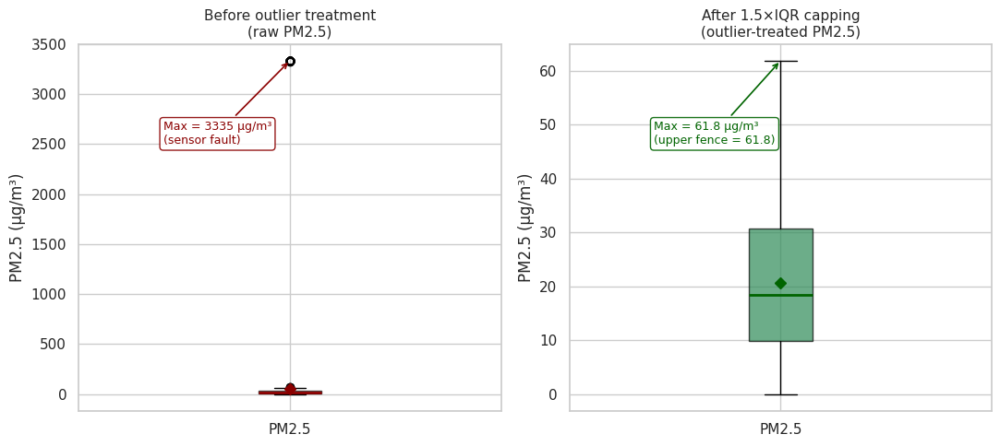 Before outlier treatment
(raw PM2.5)
3500
3000
2500
2000
1500
1000
500
0
PM2.5 (µg/m³)
Max = 3335 µg/m³
(sensor fault)
PM2.5
After 1.5×IQR capping
(outlier-treated PM2.5)
60
50
40
30
20
10
0
PM2.5 (µg/m³)
Max = 61.8 µg/m³
(upper fence = 61.8)
PM2.5